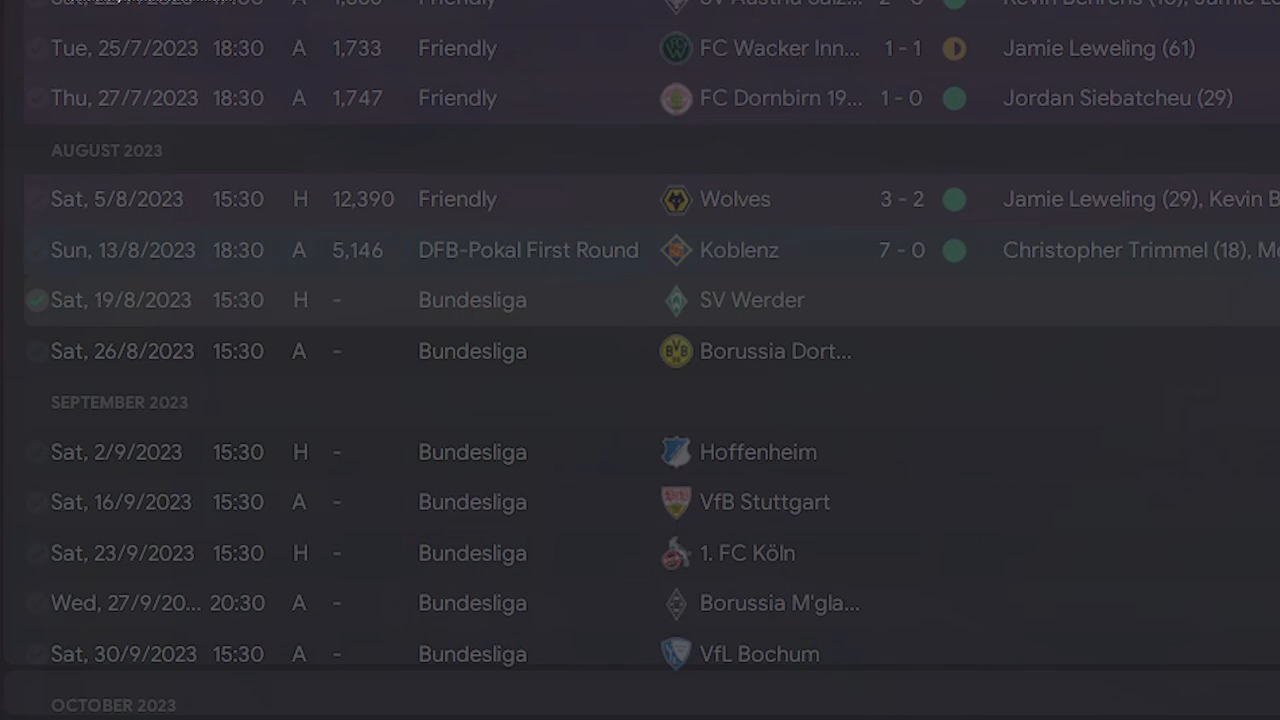 Tue, 25/7/2023 18:30 A 1,733 Friendly FC Wacker Inn... 1 - 1 Jamie Leweling (61)
Thu, 27/7/2023 18:30 A 1,747 Friendly FC Dornbirn 19... 1 - 0 Jordan Siebatcheu (29)
AUGUST 2023
Sat, 5/8/2023 15:30 H 12,390 Friendly Wolves 3 - 2 Jamie Leweling (29), Kevin B
Sun, 13/8/2023 18:30 A 5,146 DFB-Pokal First Round Koblenz 7 - 0 Christopher Trimmel (18), M
Sat, 19/8/2023 15:30 H - Bundesliga SV Werder
Sat, 26/8/2023 15:30 A - Bundesliga BVB 09 Borussia Dort...
SEPTEMBER 2023
Sat, 2/9/2023 15:30 H - Bundesliga Hoffenheim
Sat, 16/9/2023 15:30 A - Bundesliga VfB Stuttgart
Sat, 23/9/2023 15:30 H - Bundesliga 1. FC Köln
Wed, 27/9/20... 20:30 A - Bundesliga Borussia M'gla...
Sat, 30/9/2023 15:30 A - Bundesliga VfL Bochum
OCTOBER 2023